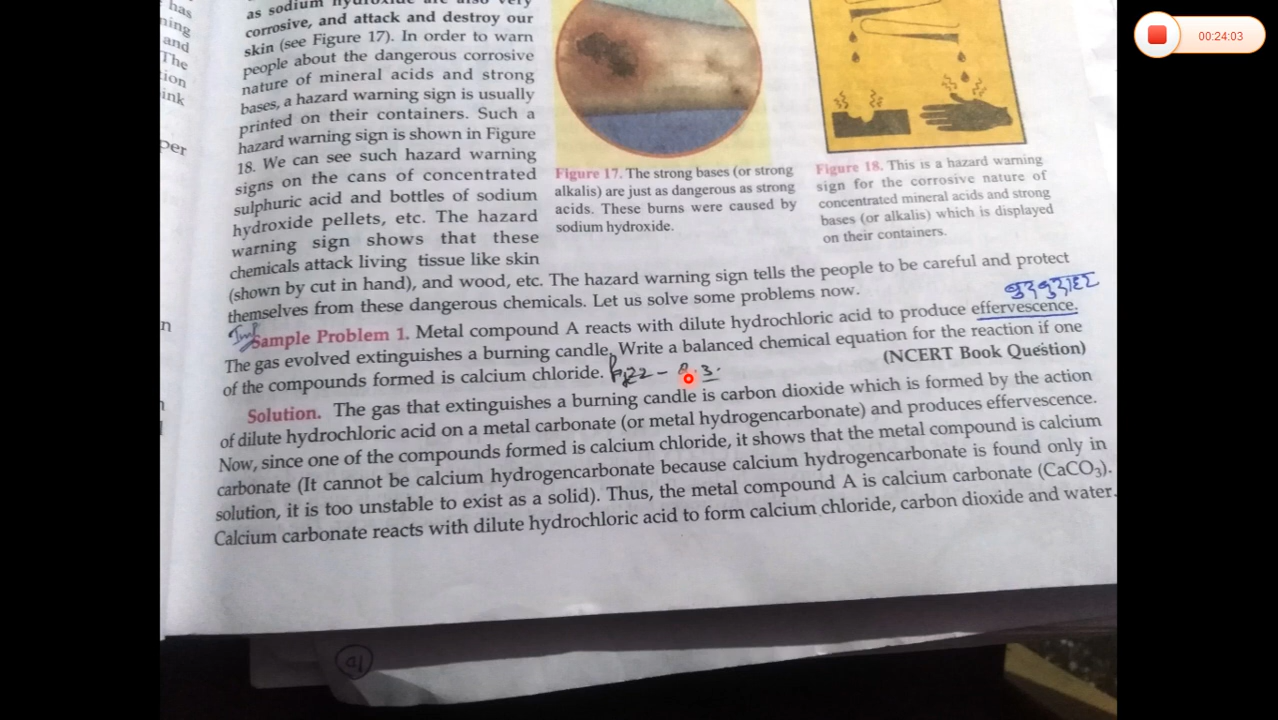 has
ning
and
The
tion
ink
per
n
as sodium hydroxide are also very
corrosive, and attack and destroy our
skin (see Figure 17). In order to warn
people about the dangerous corrosive
nature of mineral acids and strong
bases, a hazard warning sign is usually
printed on their containers. Such a
hazard warning sign is shown in Figure
18. We can see such hazard warning
signs on the cans of concentrated
sulphuric acid and bottles of sodium
hydroxide pellets, etc. The hazard
warning sign shows that these
chemicals attack living tissue like skin
(shown by cut in hand), and wood, etc. The hazard warning sign tells the people to be careful and protect
themselves from these dangerous chemicals. Let us solve some problems now.
Figure 17. The strong bases (or strong
alkalis) are just as dangerous as strong
acids. These burns were caused by
sodium hydroxide.
Figure 18. This is a hazard warning
sign for the corrosive nature of
concentrated mineral acids and strong
bases (or alkalis) which is displayed
on their containers.
बुदबुदाहट
Imp
Sample Problem 1. Metal compound A reacts with dilute hydrochloric acid to produce effervescence.
The gas evolved extinguishes a burning candle. Write a balanced chemical equation for the reaction if one
of the compounds formed is calcium chloride.
(NCERT Book Question)
Solution. The gas that extinguishes a burning candle is carbon dioxide which is formed by the action
of dilute hydrochloric acid on a metal carbonate (or metal hydrogencarbonate) and produces effervescence.
Now, since one of the compounds formed is calcium chloride, it shows that the metal compound is calcium
carbonate (It cannot be calcium hydrogencarbonate because calcium hydrogencarbonate is found only in
solution, it is too unstable to exist as a solid). Thus, the metal compound A is calcium carbonate (CaCO₃).
Calcium carbonate reacts with dilute hydrochloric acid to form calcium chloride, carbon dioxide and water.
00:24:03